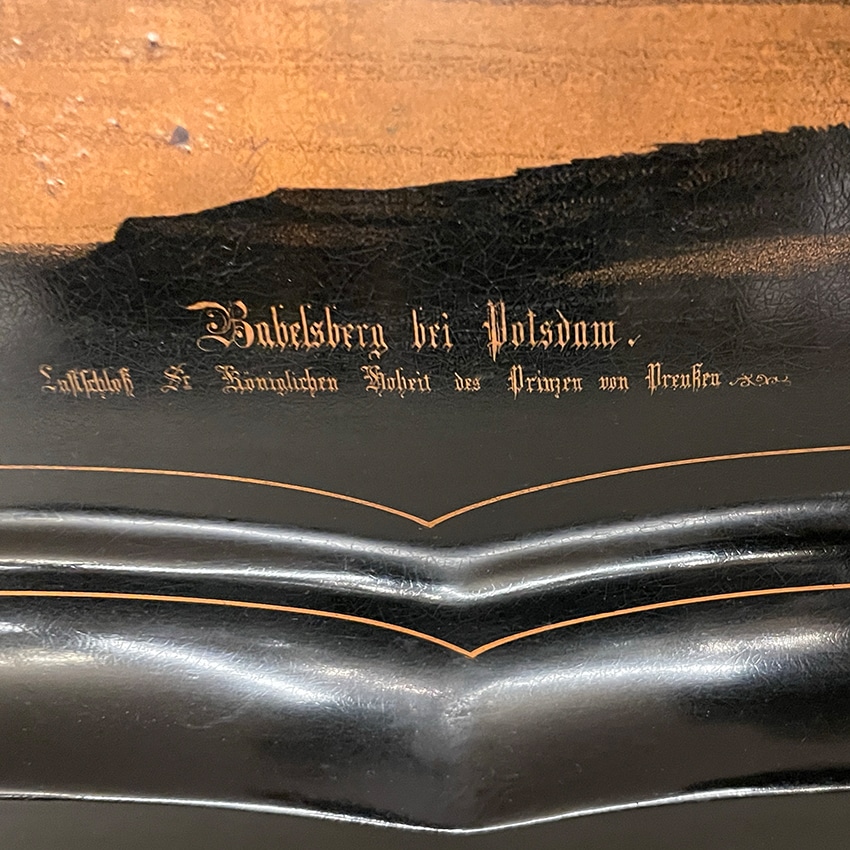 Babelsberg bei Potsdam.
Lustschloß Sr Königlichen Hoheit des Prinzen von Preußen